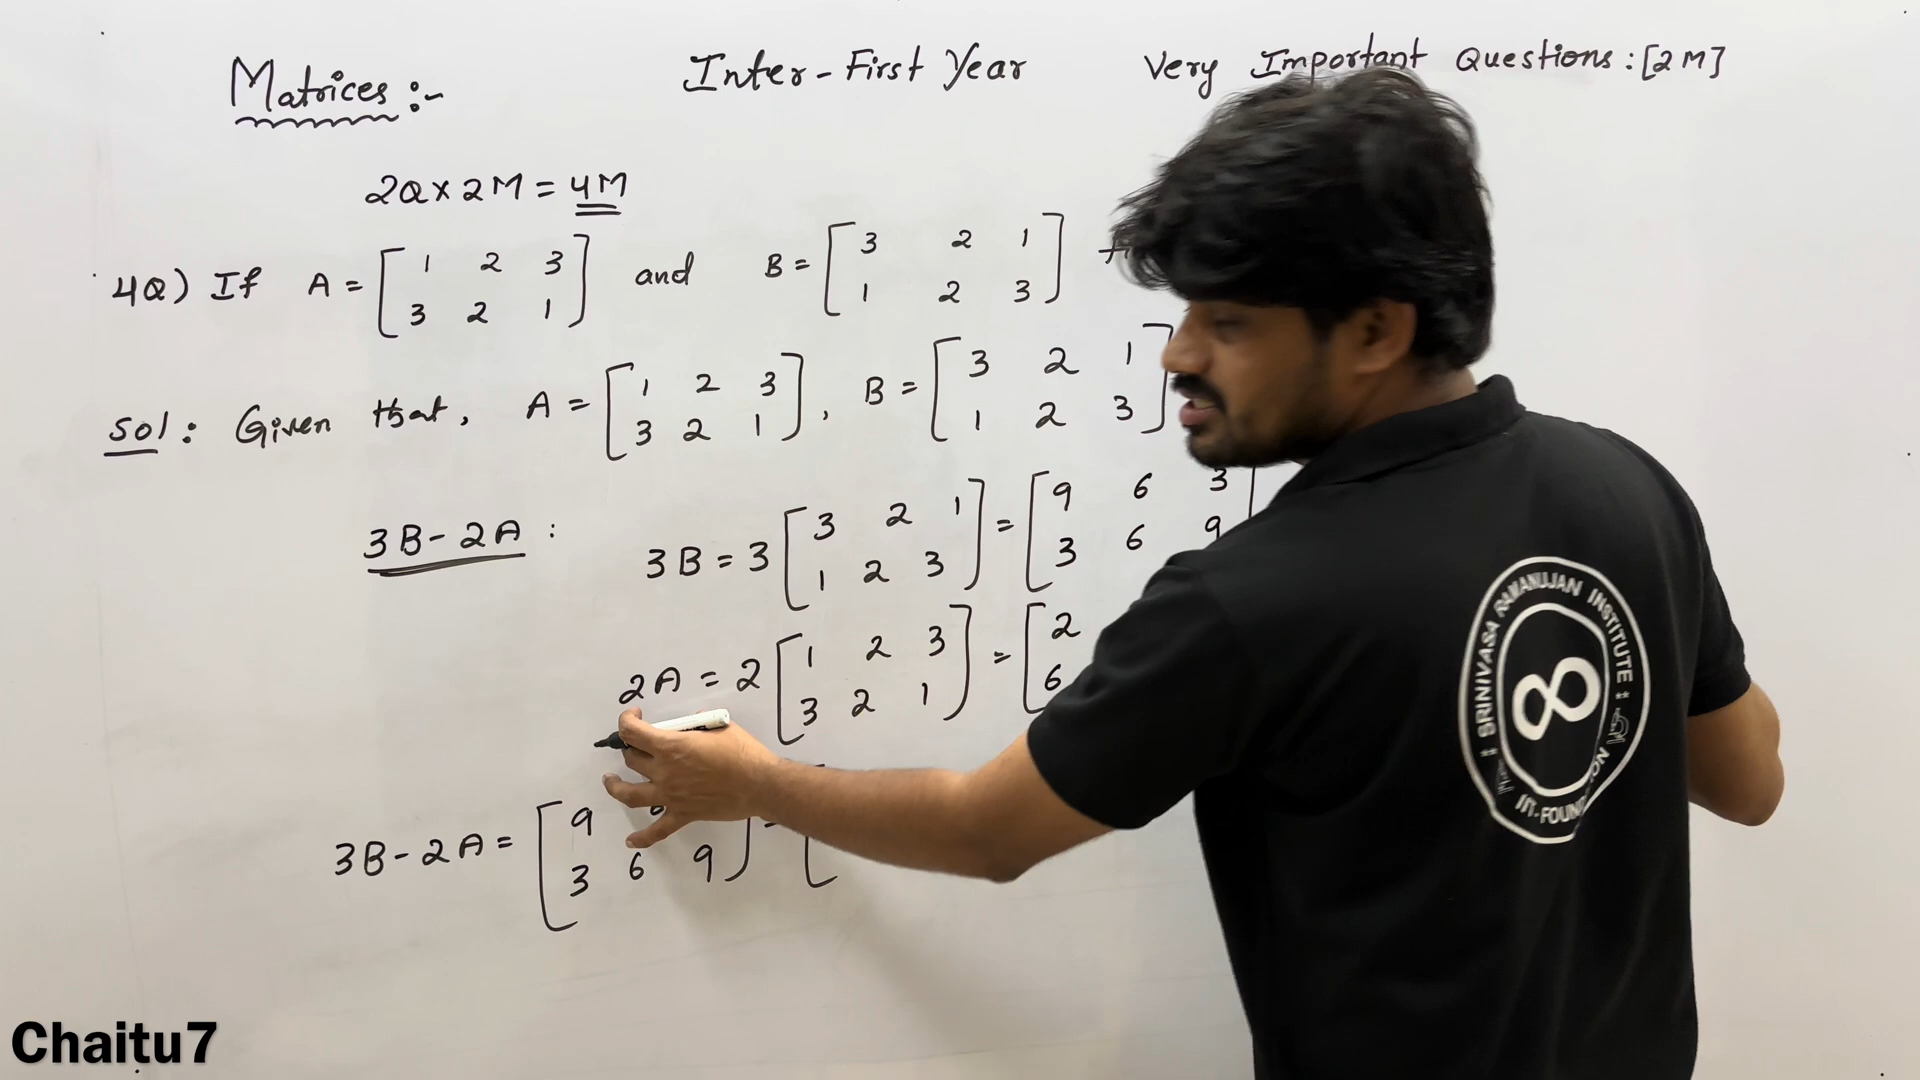 Matrices :- Inter-First Year Very Important Questions : [2M]
2Q x 2M = 4M
4Q) If A = [ 1 2 3 and B = [ 3 2 1
3 2 1 ] 1 2 3 ]
Sol : Given that, A = [ 1 2 3 , B = [ 3 2 1
3 2 1 ] 1 2 3 ]
3B - 2A : 3B = 3 [ 3 2 1 = [ 9 6 3
1 2 3 ] 3 6 9 ]
2A = 2 [ 1 2 3 = [ 2
3 2 1 ] 6
3B - 2A = [ 9
3 6 9 ] - [
SRINIVASA RAMANUJAN INSTITUTE
Chaitu7